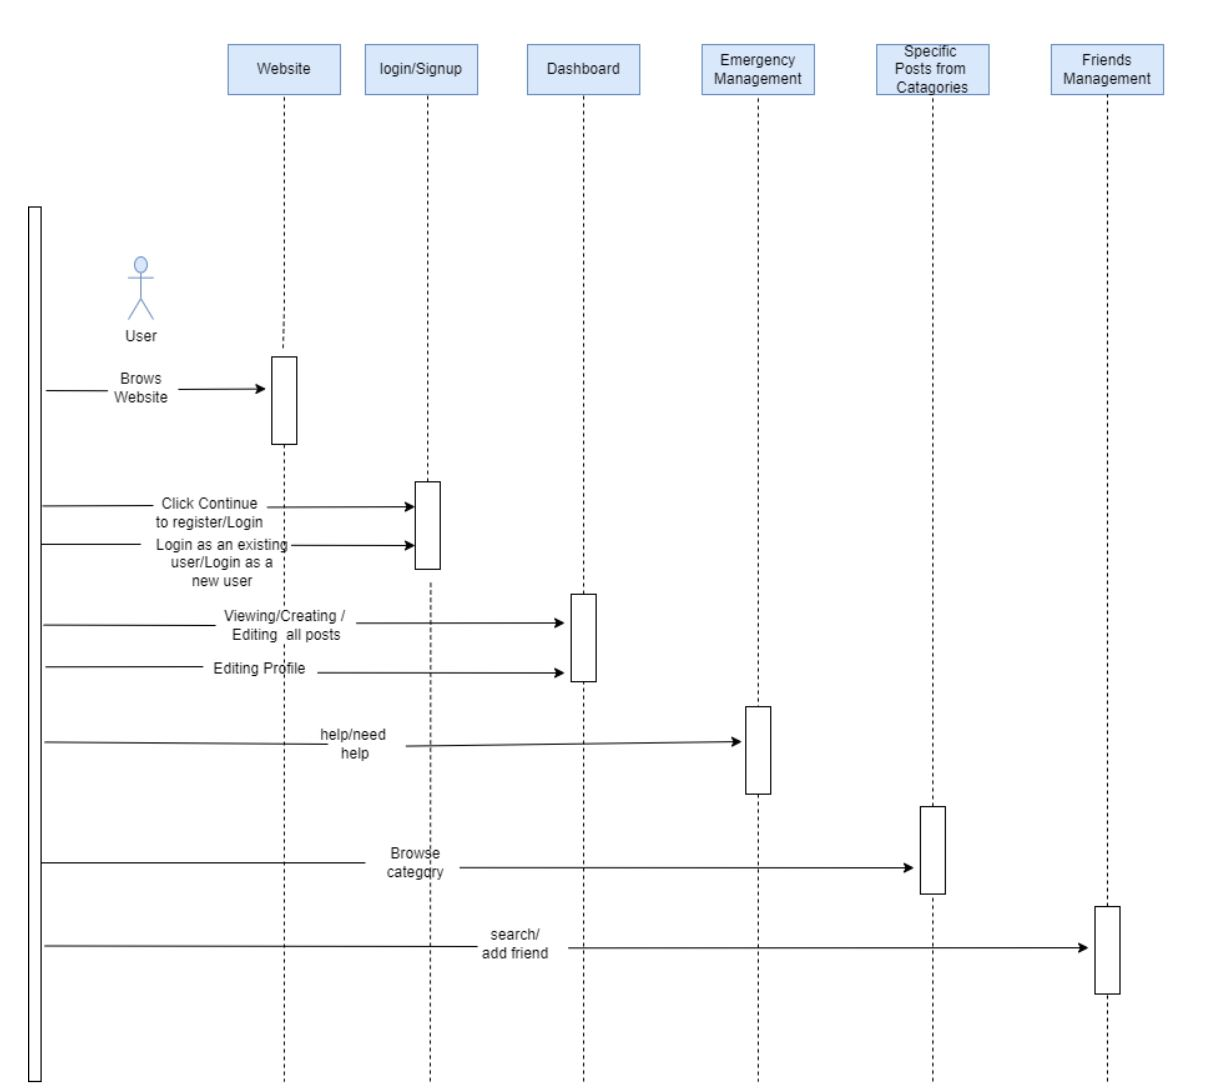 Website
login/Signup
Dashboard
Emergency
Management
Specific
Posts from
Catagories
Friends
Management
User
Brows
Website
Click Continue
to register/Login
Login as an existing
user/Login as a
new user
Viewing/Creating /
Editing all posts
Editing Profile
help/need
help
Browse
category
search/
add friend